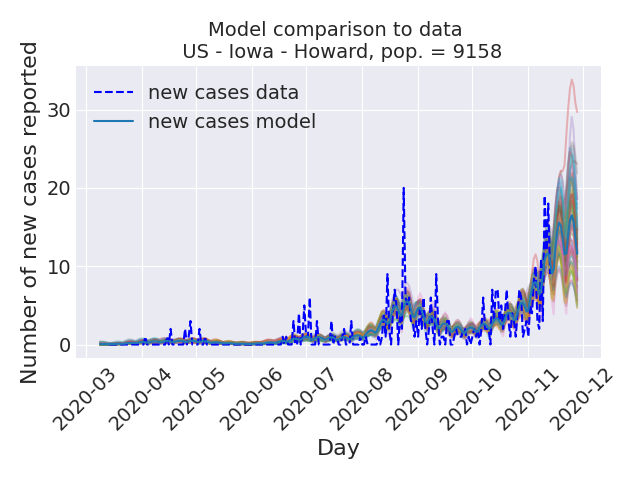 Model comparison to data
US - Iowa - Howard, pop. = 9158
Number of new cases reported
30
20
10
0
new cases data
new cases model
2020-03
2020-04
2020-05
2020-06
2020-07
2020-08
2020-09
2020-10
2020-11
2020-12
Day